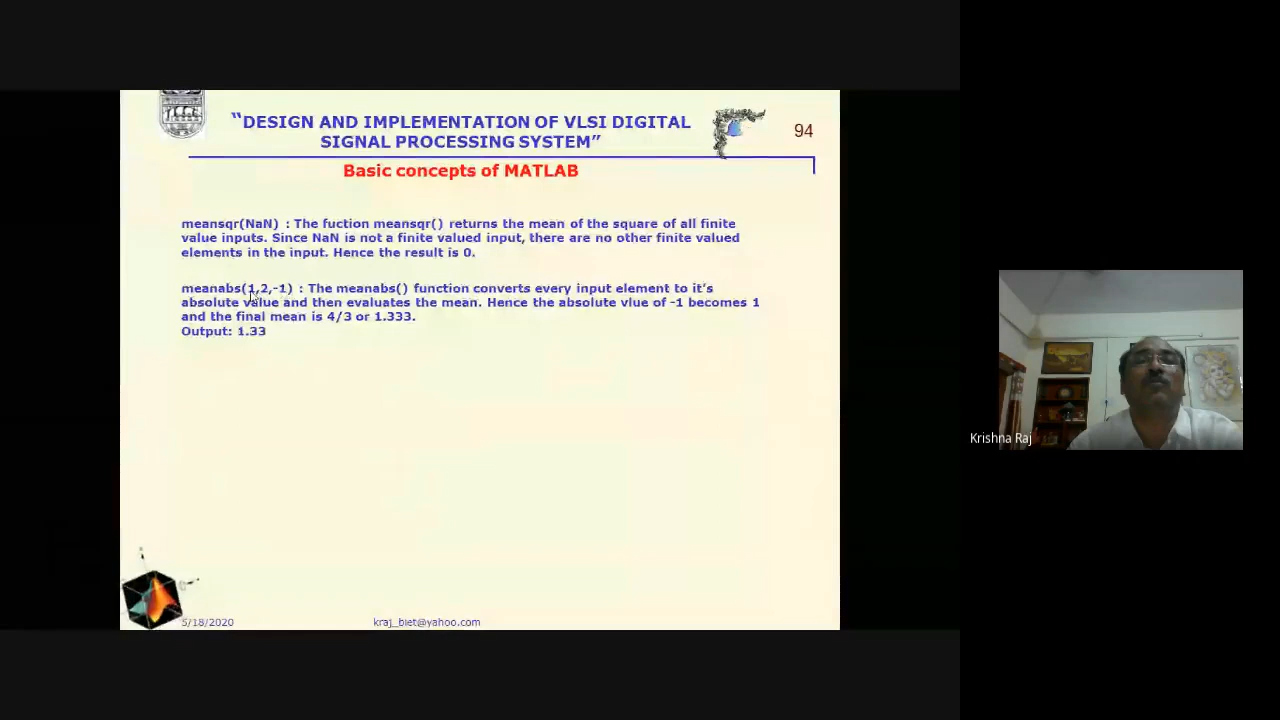 "DESIGN AND IMPLEMENTATION OF VLSI DIGITAL
SIGNAL PROCESSING SYSTEM"
94
Basic concepts of MATLAB
meansqr(NaN) : The fuction meansqr() returns the mean of the square of all finite
value inputs. Since NaN is not a finite valued input, there are no other finite valued
elements in the input. Hence the result is 0.
meanabs(1,2,-1) : The meanabs() function converts every input element to it's
absolute value and then evaluates the mean. Hence the absolute vlue of -1 becomes 1
and the final mean is 4/3 or 1.333.
Output: 1.33
5/18/2020
kraj_biet@yahoo.com
Krishna Raj